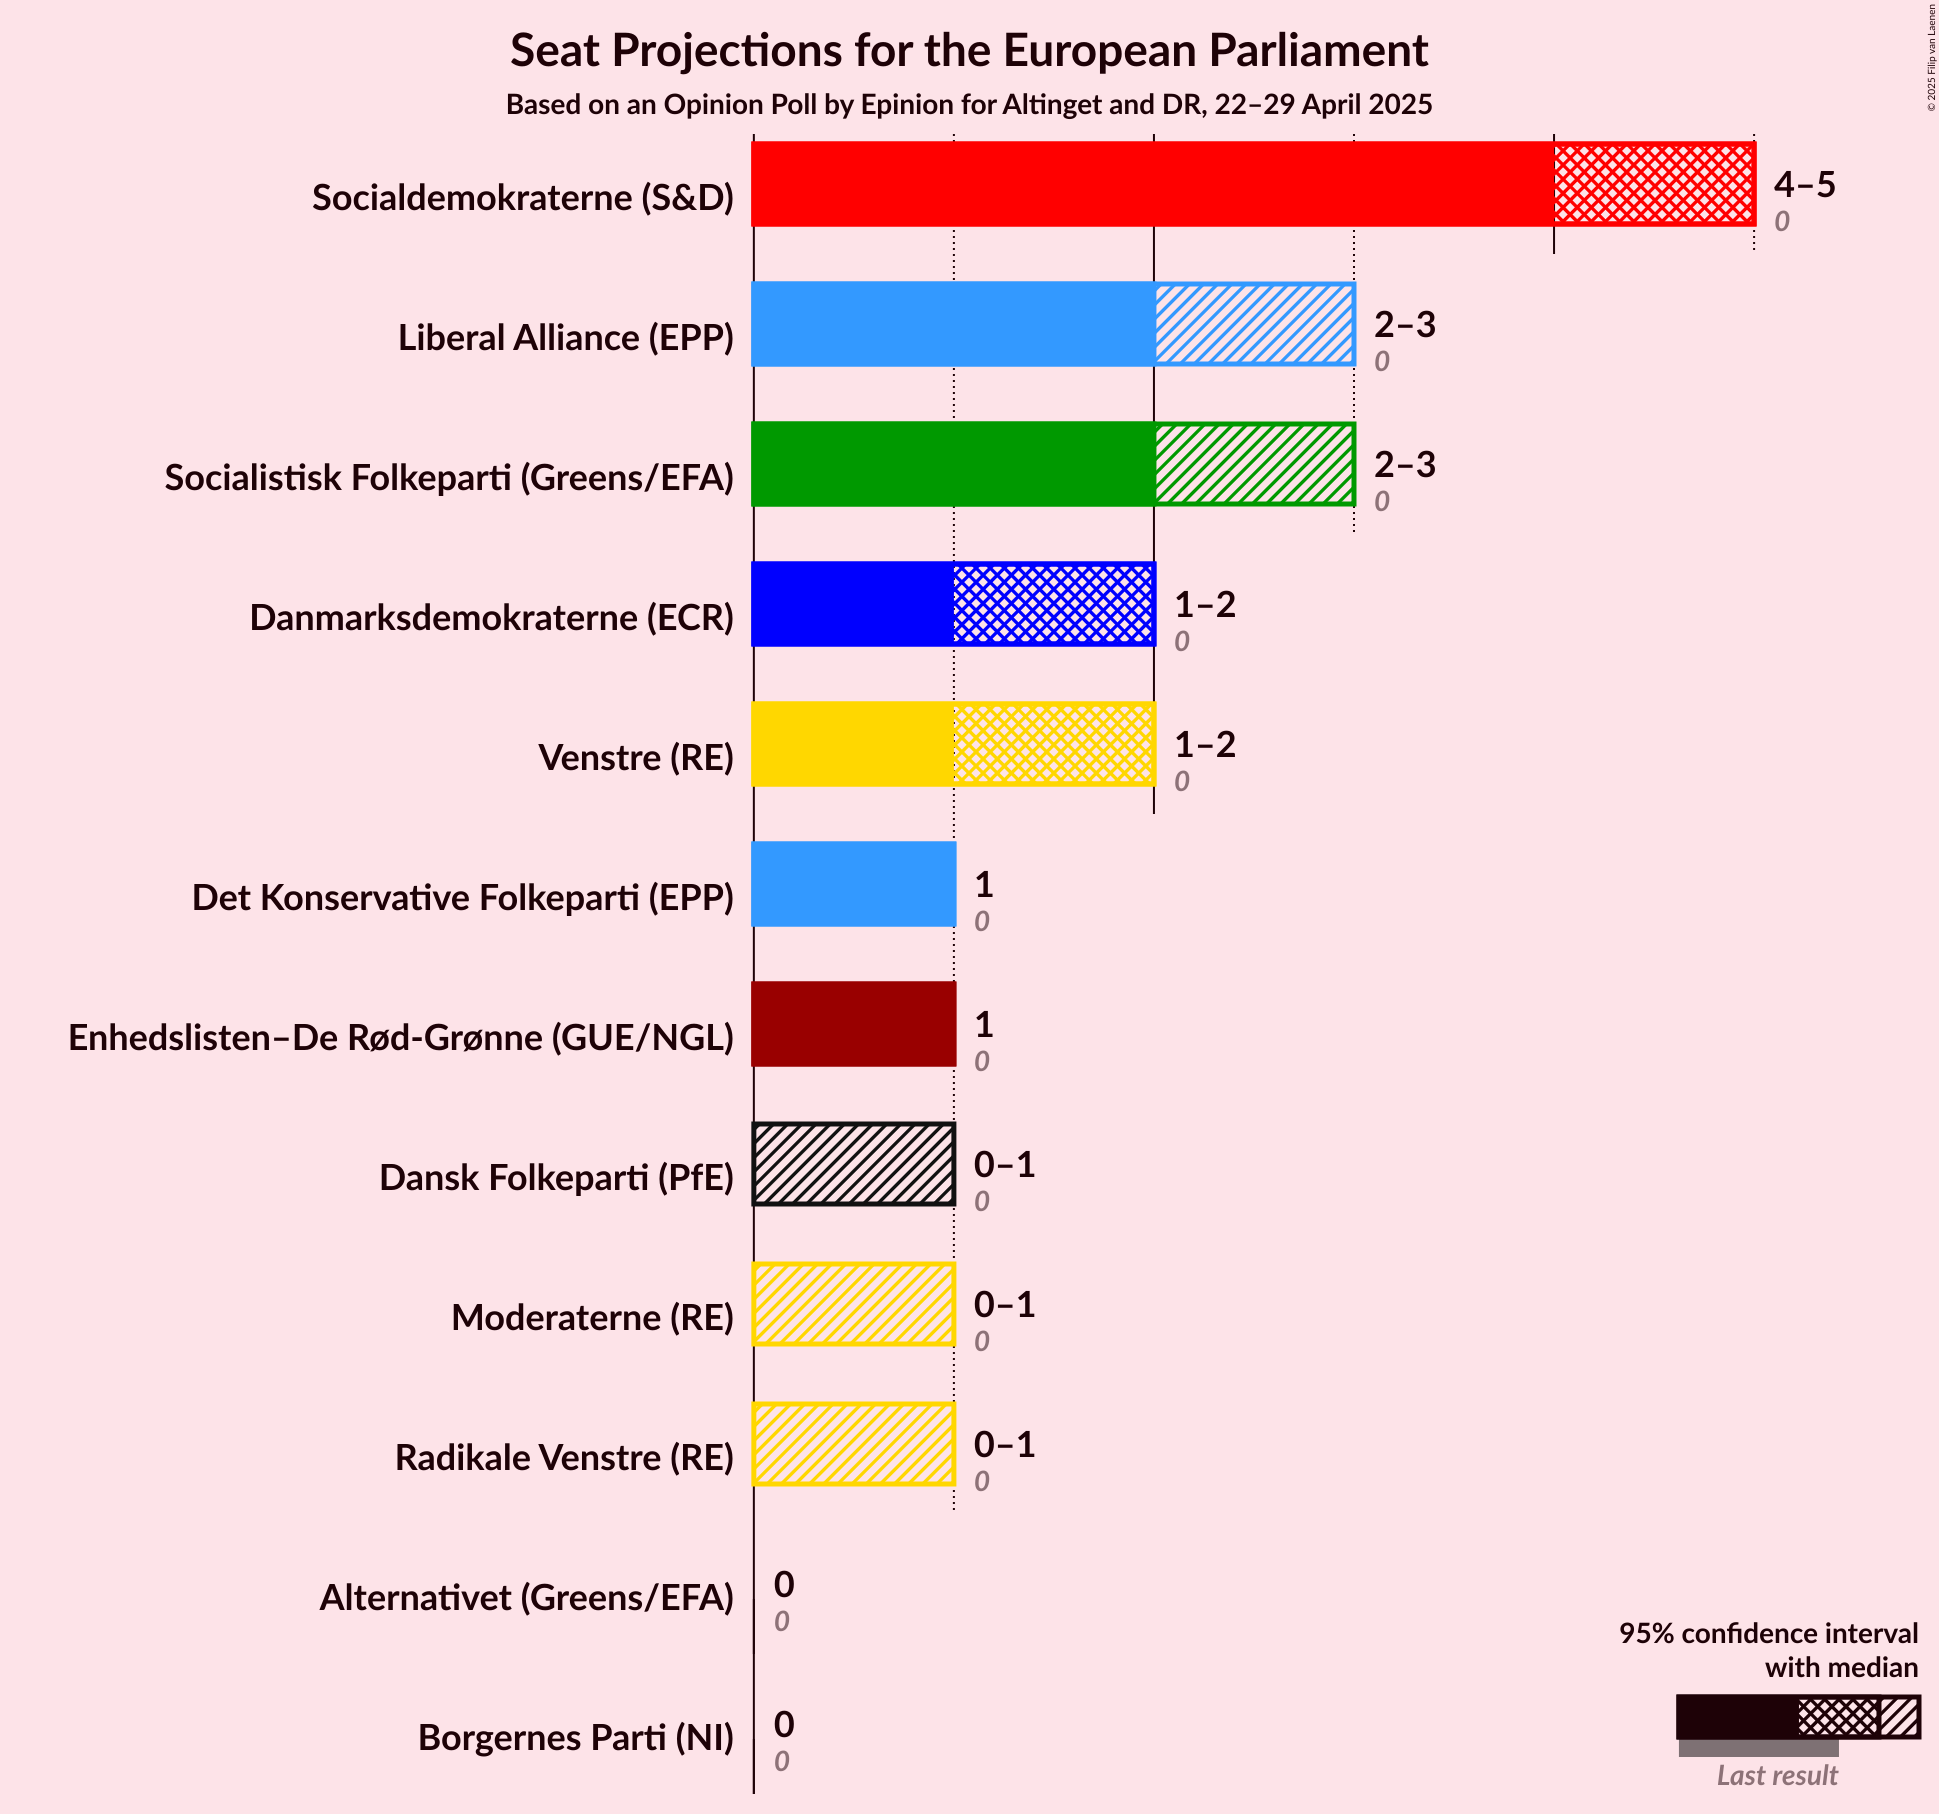 Seat Projections for the European Parliament
Based on an Opinion Poll by Epinion for Altinget and DR, 22–29 April 2025
© 2025 Filip van Laenen
Socialdemokraterne (S&D)
4–5
0
Liberal Alliance (EPP)
2–3
0
Socialistisk Folkeparti (Greens/EFA)
2–3
0
Danmarksdemokraterne (ECR)
1–2
0
Venstre (RE)
1–2
0
Det Konservative Folkeparti (EPP)
1
0
Enhedslisten–De Rød-Grønne (GUE/NGL)
1
0
Dansk Folkeparti (PfE)
0–1
0
Moderaterne (RE)
0–1
0
Radikale Venstre (RE)
0–1
0
Alternativet (Greens/EFA)
0
0
Borgernes Parti (NI)
0
0
95% confidence interval
with median
Last result